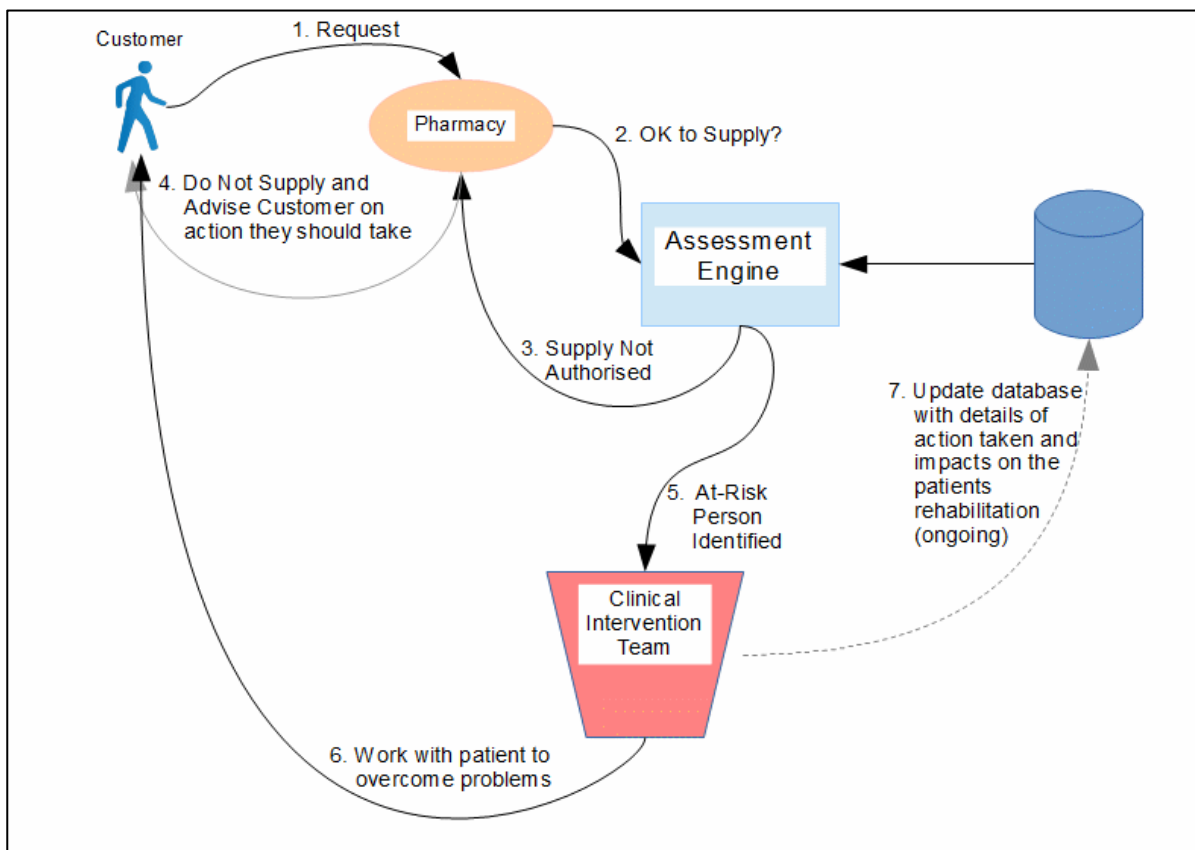 Customer
1. Request
Pharmacy
2. OK to Supply?
4. Do Not Supply and
Advise Customer on
action they should take
Assessment
Engine
3. Supply Not
Authorised
7. Update database
with details of
action taken and
impacts on the
patients
rehabilitation
(ongoing)
5. At-Risk
Person
Identified
Clinical
Intervention
Team
6. Work with patient to
overcome problems